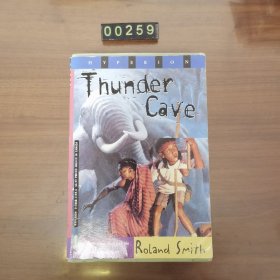 00259
HYPERION
Thunder
Cave
Roland Smith